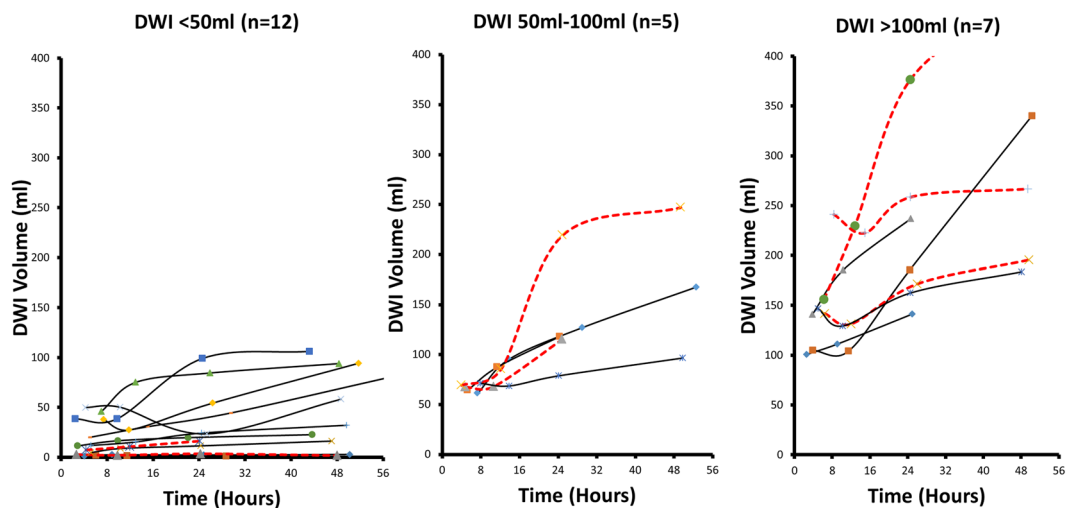 DWI <50ml (n=12)
DWI 50ml-100ml (n=5)
DWI >100ml (n=7)
DWI Volume (ml)
400
350
300
250
200
150
100
50
0
0 8 16 24 32 40 48 56
Time (Hours)
DWI Volume (ml)
400
350
300
250
200
150
100
50
0
0 8 16 24 32 40 48 56
Time (Hours)
DWI Volume (ml)
400
350
300
250
200
150
100
50
0
0 8 16 24 32 40 48 56
Time (Hours)